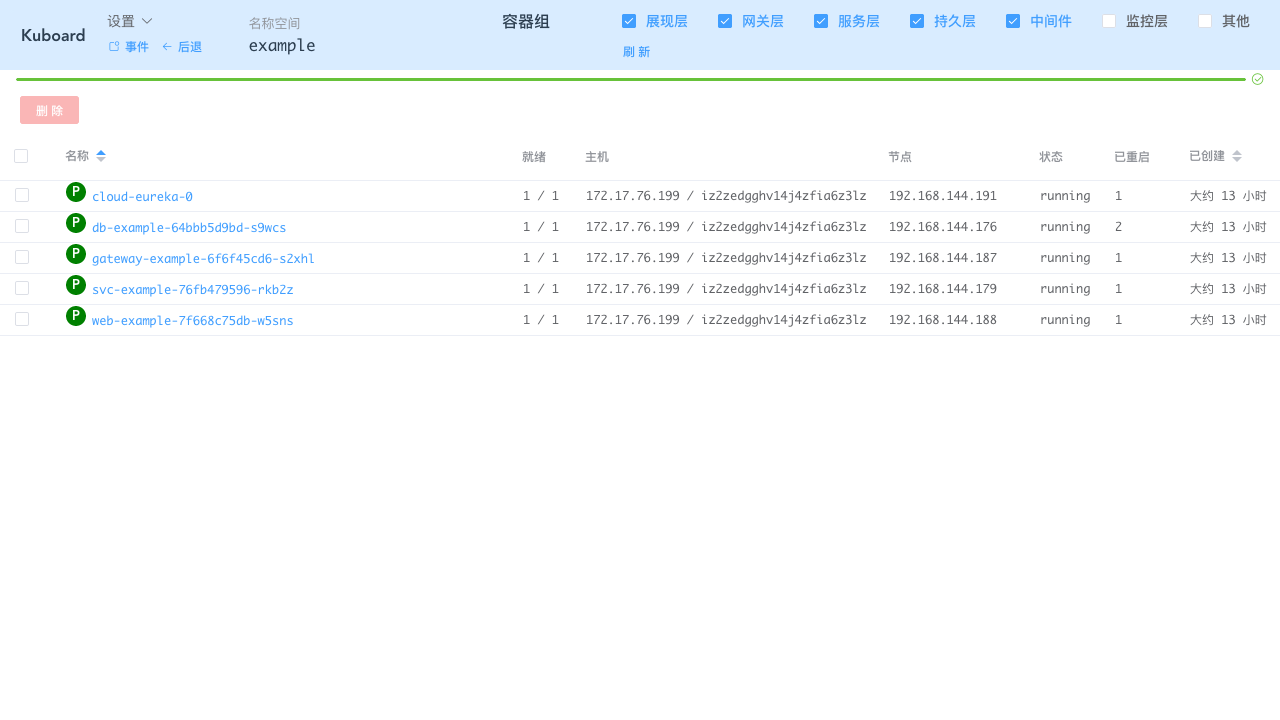 Kuboard
设置
事件 后退
名称空间
example
容器组
展现层 网关层 服务层 持久层 中间件 监控层 其他
刷 新
删 除
名称 就绪 主机 节点 状态 已重启 已创建
P cloud-eureka-0 1 / 1 172.17.76.199 / iz2zedgghv14j4zfia6z3lz 192.168.144.191 running 1 大约 13 小时
P db-example-64bbb5d9bd-s9wcs 1 / 1 172.17.76.199 / iz2zedgghv14j4zfia6z3lz 192.168.144.176 running 2 大约 13 小时
P gateway-example-6f6f45cd6-s2xhl 1 / 1 172.17.76.199 / iz2zedgghv14j4zfia6z3lz 192.168.144.187 running 1 大约 13 小时
P svc-example-76fb479596-rkb2z 1 / 1 172.17.76.199 / iz2zedgghv14j4zfia6z3lz 192.168.144.179 running 1 大约 13 小时
P web-example-7f668c75db-w5sns 1 / 1 172.17.76.199 / iz2zedgghv14j4zfia6z3lz 192.168.144.188 running 1 大约 13 小时